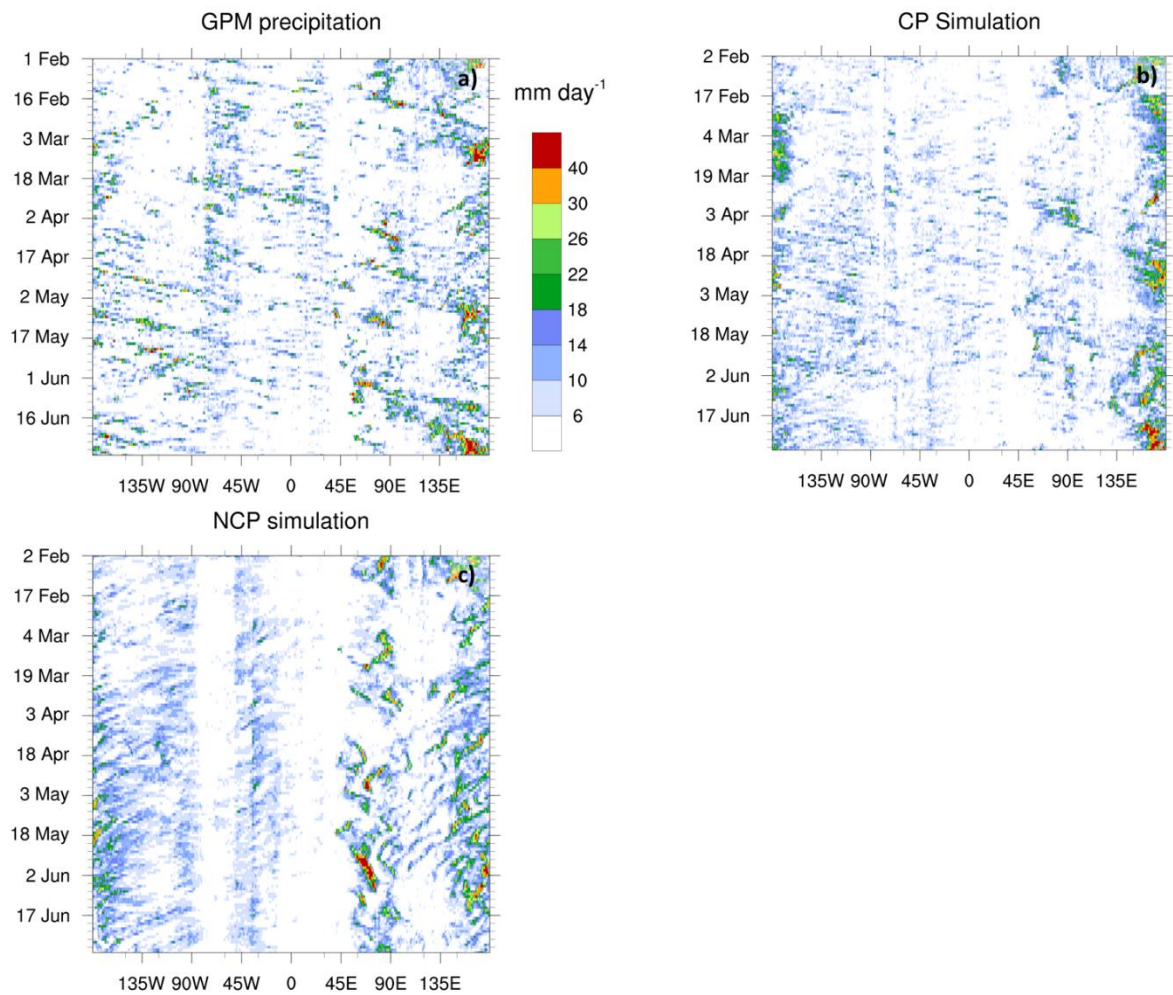 GPM precipitation
a)
1 Feb
16 Feb
3 Mar
18 Mar
2 Apr
17 Apr
2 May
17 May
1 Jun
16 Jun
135W 90W 45W 0 45E 90E 135E
mm day⁻¹
40
30
26
22
18
14
10
6
CP Simulation
b)
2 Feb
17 Feb
4 Mar
19 Mar
3 Apr
18 Apr
3 May
18 May
2 Jun
17 Jun
135W 90W 45W 0 45E 90E 135E
NCP simulation
c)
2 Feb
17 Feb
4 Mar
19 Mar
3 Apr
18 Apr
3 May
18 May
2 Jun
17 Jun
135W 90W 45W 0 45E 90E 135E